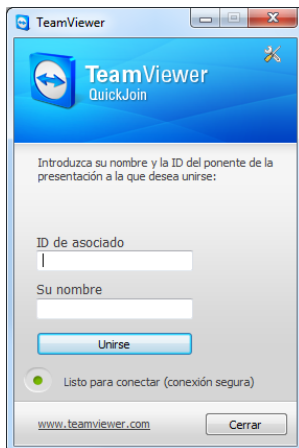 TeamViewer
TeamViewer
QuickJoin
Introduzca su nombre y la ID del ponente de la
presentación a la que desea unirse:
ID de asociado
Su nombre
Unirse
Listo para conectar (conexión segura)
www.teamviewer.com
Cerrar